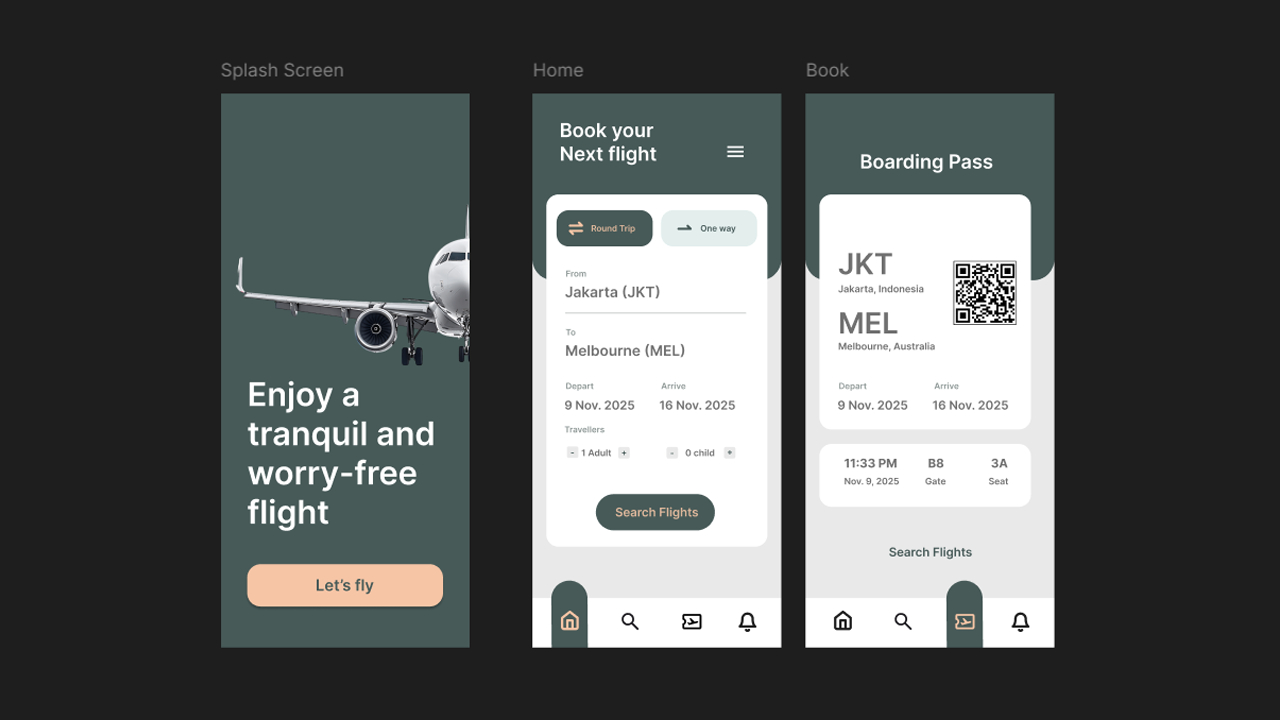 Splash Screen
Enjoy a
tranquil and
worry-free
flight
Let's fly
Home
Book your
Next flight
Round Trip
One way
From
Jakarta (JKT)
To
Melbourne (MEL)
Depart Arrive
9 Nov. 2025 16 Nov. 2025
Travellers
- 1 Adult + - 0 child +
Search Flights
Book
Boarding Pass
JKT
Jakarta, Indonesia
MEL
Melbourne, Australia
Depart Arrive
9 Nov. 2025 16 Nov. 2025
11:33 PM B8 3A
Nov. 9, 2025 Gate Seat
Search Flights